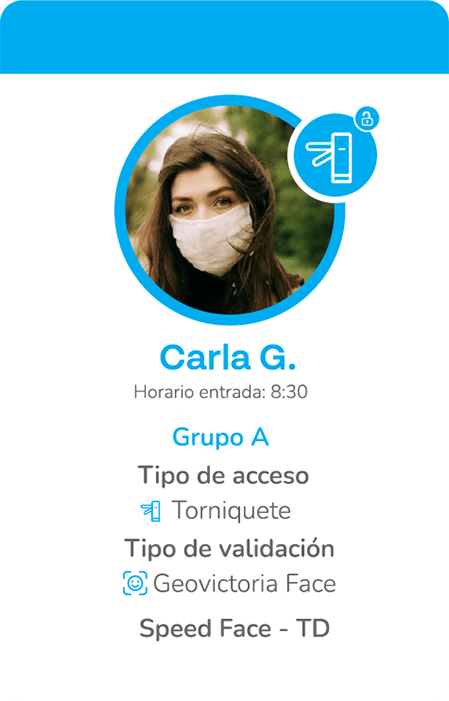 Carla G.
Horario entrada: 8:30
Grupo A
Tipo de acceso
Torniquete
Tipo de validación
Geovictoria Face
Speed Face - TD